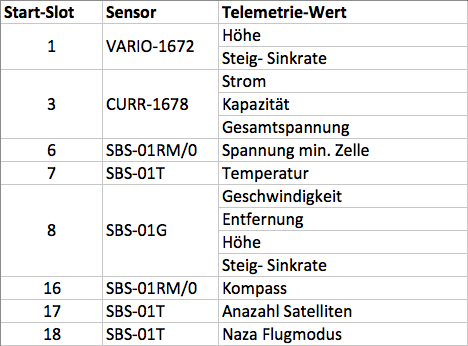 Start-Slot Sensor Telemetrie-Wert
1 VARIO-1672 Höhe
Steig- Sinkrate
3 CURR-1678 Strom
Kapazität
Gesamtspannung
6 SBS-01RM/0 Spannung min. Zelle
7 SBS-01T Temperatur
8 SBS-01G Geschwindigkeit
Entfernung
Höhe
Steig- Sinkrate
16 SBS-01RM/0 Kompass
17 SBS-01T Anazahl Satelliten
18 SBS-01T Naza Flugmodus